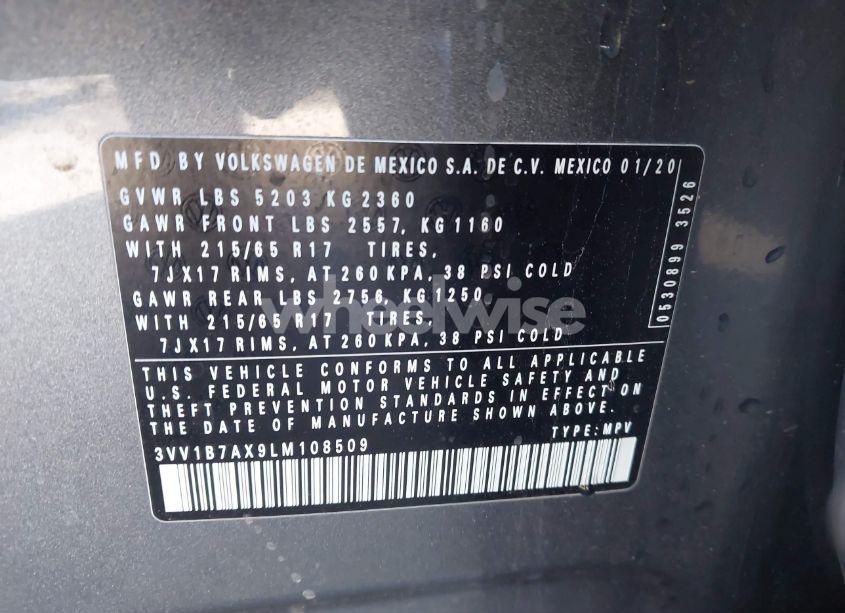 MFD BY VOLKSWAGEN DE MEXICO S.A. DE C.V. MEXICO 01/20
GVWR LBS 5203 KG 2360
GAWR FRONT LBS 2557, KG 1160
WITH 215/65 R17 TIRES,
7JX17 RIMS, AT 260 KPA, 38 PSI COLD
GAWR REAR LBS 2756, KG 1250,
WITH 215/65 R17 TIRES,
7JX17 RIMS, AT 260 KPA, 38 PSI COLD
0530899 3526
wheelwise
THIS VEHICLE CONFORMS TO ALL APPLICABLE
U.S. FEDERAL MOTOR VEHICLE SAFETY AND
THEFT PREVENTION STANDARDS IN EFFECT ON
THE DATE OF MANUFACTURE SHOWN ABOVE.
3VV1B7AX9LM108509 TYPE: MPV